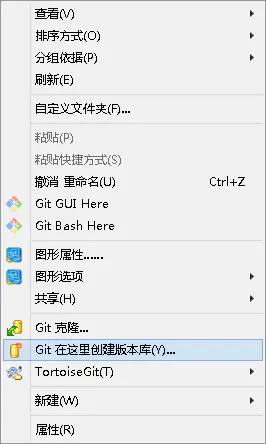 查看(V)
排序方式(O)
分组依据(P)
刷新(E)
自定义文件夹(F)...
粘贴(P)
粘贴快捷方式(S)
撤消 重命名(U) Ctrl+Z
Git GUI Here
Git Bash Here
图形属性......
图形选项
共享(H)
Git 克隆...
Git 在这里创建版本库(Y)...
TortoiseGit(T)
新建(W)
属性(R)